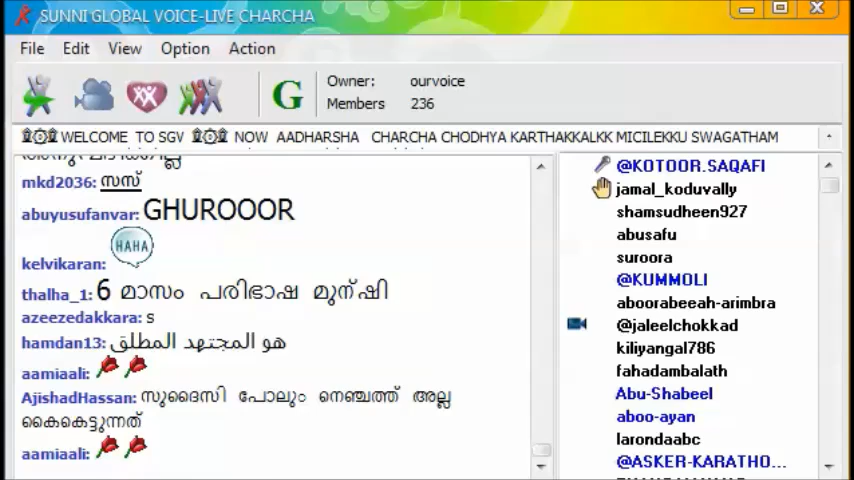 SUNNI GLOBAL VOICE-LIVE CHARCHA
File Edit View Option Action
G
Owner: ourvoice
Members 236
WELCOME TO SGV NOW AADHARSHA CHARCHA CHODHYA KARTHAKKALKK MICILEKKU SWAGATHAM
mkd2036: സസ്
abuyusufanvar: GHUROOOR
HAHA
kelvikaran:
thalha_1: 6 മാസം പരിഭാഷ മുന്ഷി
azeezedakkara: s
hamdan13: هو المجتهد المطلق
aamiaali:
AjishadHassan: സുദൈസി പോലും നെഞ്ചത്ത് അല്ല
കൈകെട്ടുന്നത്
aamiaali:
@KOTOOR.SAQAFI
jamal_koduvally
shamsudheen927
abusafu
suroora
@KUMMOLI
aboorabeeah-arimbra
@jaleelchokkad
kiliyangal786
fahadambalath
Abu-Shabeel
aboo-ayan
larondaabc
@ASKER-KARATHO...